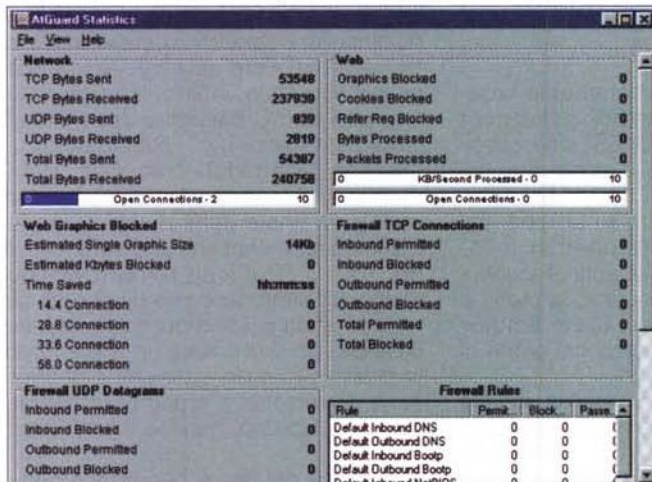 AtGuard Statistics
File View Help
Network
TCP Bytes Sent 53548
TCP Bytes Received 237939
UDP Bytes Sent 839
UDP Bytes Received 2819
Total Bytes Sent 54387
Total Bytes Received 240758
0 Open Connections - 2 10
Web
Graphics Blocked 0
Cookies Blocked 0
Refer Req Blocked 0
Bytes Processed 0
Packets Processed 0
0 KB/Second Processed - 0 10
0 Open Connections - 0 10
Web Graphics Blocked
Estimated Single Graphic Size 14Kb
Estimated Kbytes Blocked 0
Time Saved hh:mm:ss
14.4 Connection 0
28.8 Connection 0
33.6 Connection 0
56.0 Connection 0
Firewall TCP Connections
Inbound Permitted 0
Inbound Blocked 0
Outbound Permitted 0
Outbound Blocked 0
Total Permitted 0
Total Blocked 0
Firewall UDP Datagrams
Inbound Permitted 0
Inbound Blocked 0
Outbound Permitted 0
Outbound Blocked 0
Firewall Rules
Rule Permit... Block... Passe...
Default Inbound DNS 0 0
Default Outbound DNS 0 0
Default Inbound Bootp 0 0
Default Outbound Bootp 0 0
Default Inbound NetBIOS 0 0